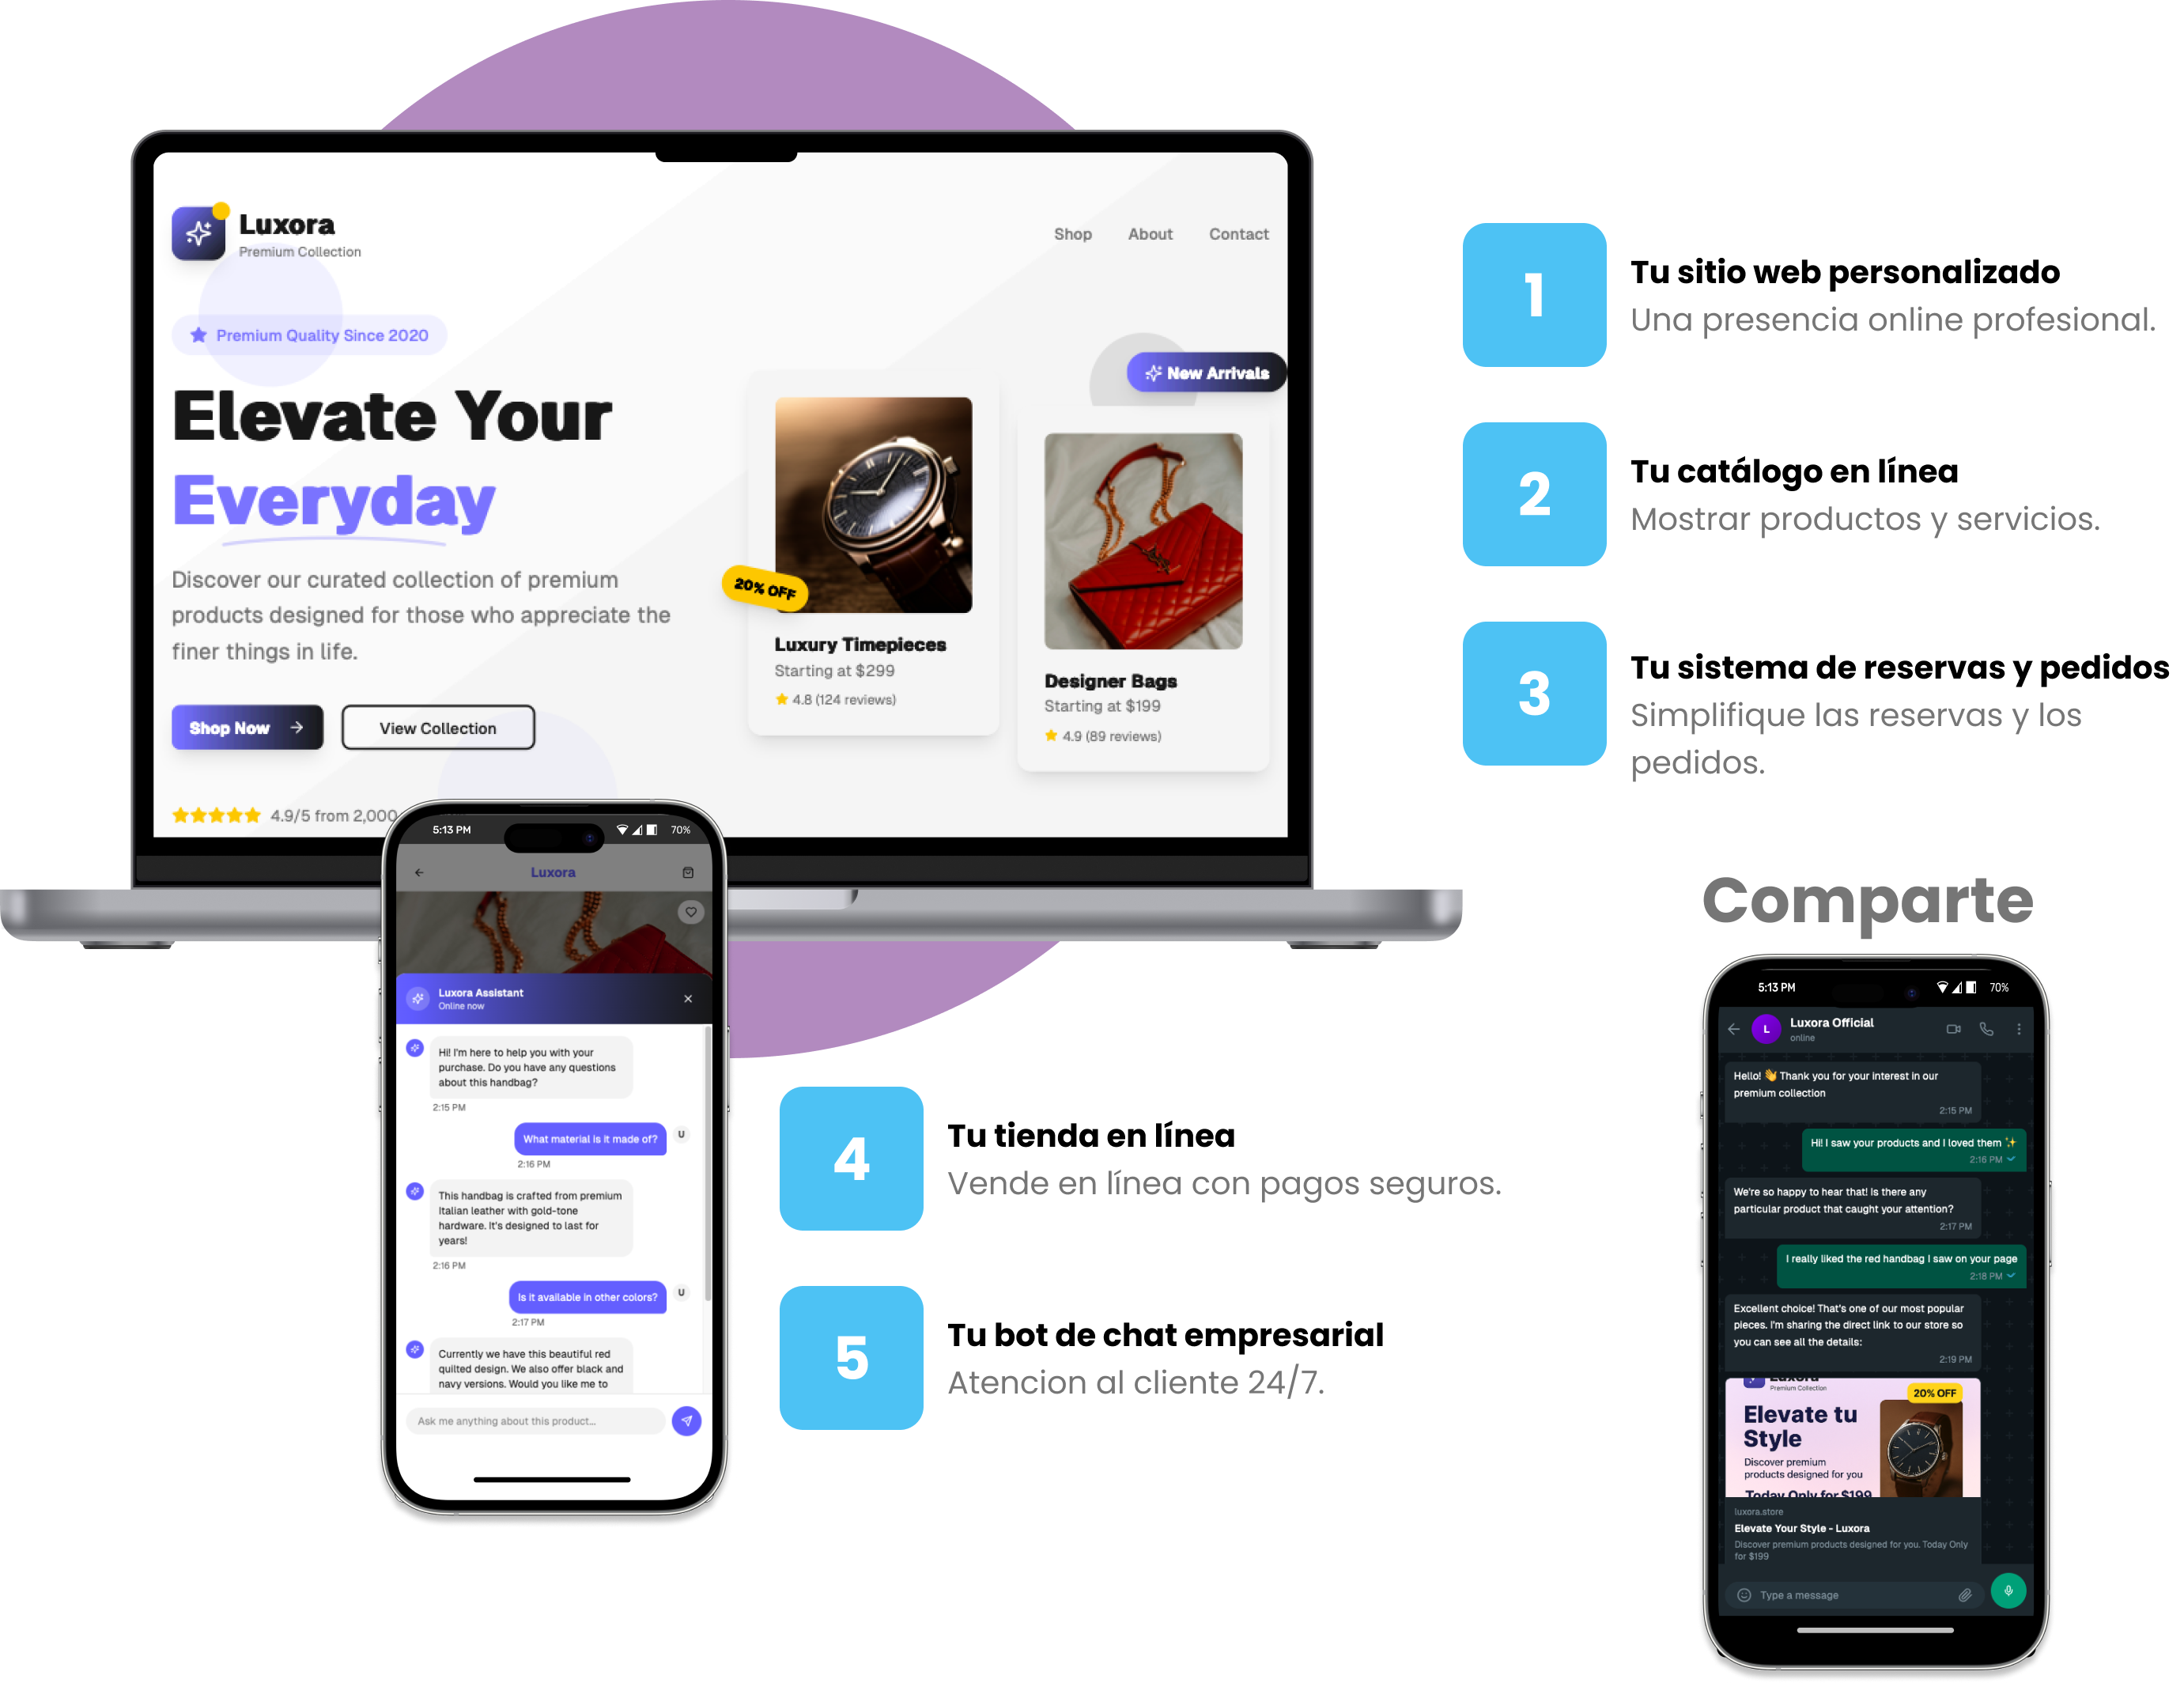 Luxora
Premium Collection
Shop
About
Contact
Premium Quality Since 2020
Elevate Your
Everyday
Discover our curated collection of premium
products designed for those who appreciate the
finer things in life.
Shop Now
View Collection
4.9/5 from 2,000
New Arrivals
20% OFF
Luxury Timepieces
Starting at $299
4.8 (124 reviews)
Designer Bags
Starting at $199
4.9 (89 reviews)
1
Tu sitio web personalizado
Una presencia online profesional.
2
Tu catálogo en línea
Mostrar productos y servicios.
3
Tu sistema de reservas y pedidos
Simplifique las reservas y los
pedidos.
5:13 PM
70%
Luxora
Luxora Assistant
Online now
Hi! I'm here to help you with your
purchase. Do you have any questions
about this handbag?
2:15 PM
What material is it made of?
U
2:16 PM
This handbag is crafted from premium
Italian leather with gold-tone
hardware. It's designed to last for
years!
2:16 PM
Is it available in other colors?
U
2:17 PM
Currently we have this beautiful red
quilted design. We also offer black and
navy versions. Would you like me to
Ask me anything about this product...
4
Tu tienda en línea
Vende en línea con pagos seguros.
5
Tu bot de chat empresarial
Atencion al cliente 24/7.
Comparte
5:13 PM
70%
L
Luxora Official
online
Hello! 👋 Thank you for your interest in our
premium collection
2:15 PM
Hi! I saw your products and I loved them ✨
2:16 PM
We're so happy to hear that! Is there any
particular product that caught your attention?
2:17 PM
I really liked the red handbag I saw on your page
2:18 PM
Excellent choice! That's one of our most popular
pieces. I'm sharing the direct link to our store so
you can see all the details:
2:19 PM
Luxora
Premium Collection
20% OFF
Elevate tu
Style
Discover premium
products designed for you
Today Only for $199
luxora.store
Elevate Your Style - Luxora
Discover premium products designed for you. Today Only
for $199
Type a message